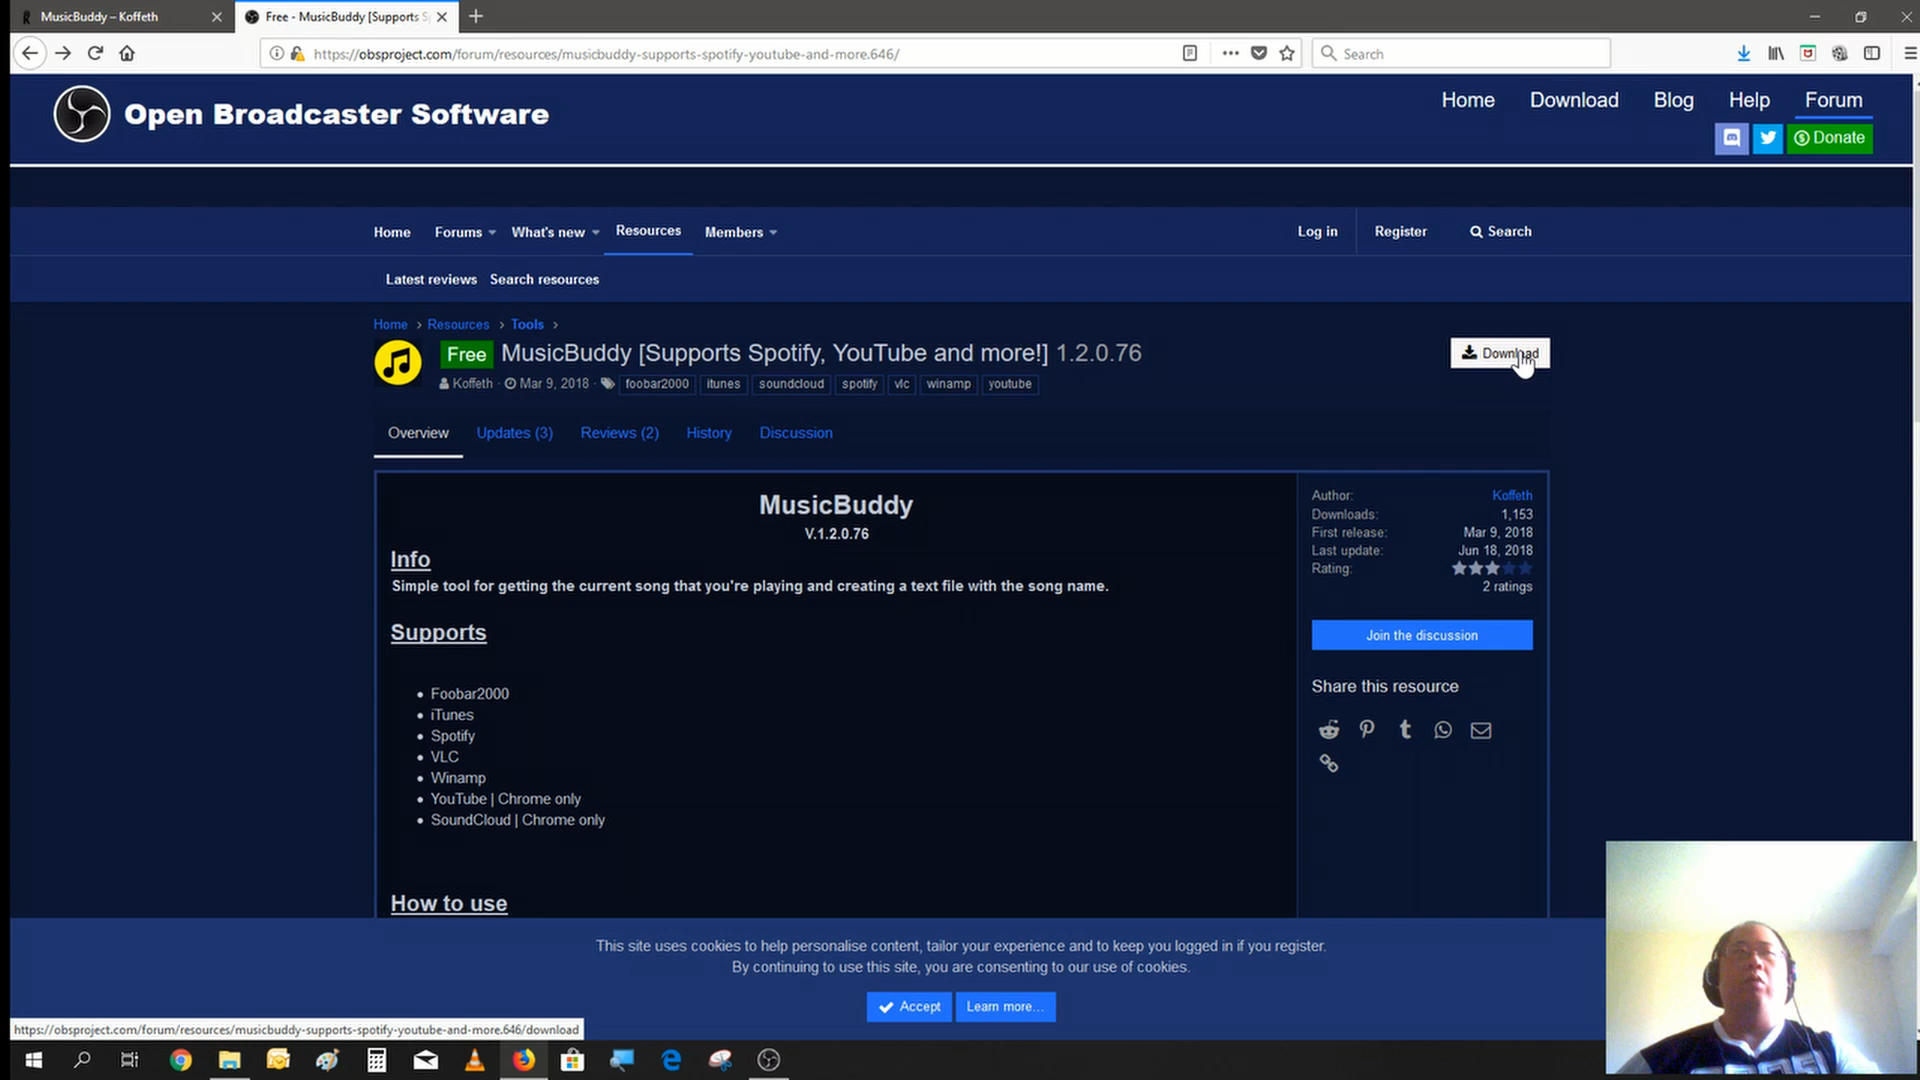 MusicBuddy – Koffeth
Free - MusicBuddy [Supports S
https://obsproject.com/forum/resources/musicbuddy-supports-spotify-youtube-and-more.646/
Search
Open Broadcaster Software
Home Download Blog Help Forum
Donate
Home Forums What's new Resources Members Log in Register Search
Latest reviews Search resources
Home > Resources > Tools >
Free MusicBuddy [Supports Spotify, YouTube and more!] 1.2.0.76
Download
Koffeth Mar 9, 2018 foobar2000 itunes soundcloud spotify vlc winamp youtube
Overview Updates (3) Reviews (2) History Discussion
MusicBuddy
V.1.2.0.76
Info
Simple tool for getting the current song that you're playing and creating a text file with the song name.
Supports
• Foobar2000
• iTunes
• Spotify
• VLC
• Winamp
• YouTube | Chrome only
• SoundCloud | Chrome only
How to use
Author: Koffeth
Downloads: 1,153
First release: Mar 9, 2018
Last update: Jun 18, 2018
Rating:
2 ratings
Join the discussion
Share this resource
This site uses cookies to help personalise content, tailor your experience and to keep you logged in if you register.
By continuing to use this site, you are consenting to our use of cookies.
Accept Learn more...
https://obsproject.com/forum/resources/musicbuddy-supports-spotify-youtube-and-more.646/download